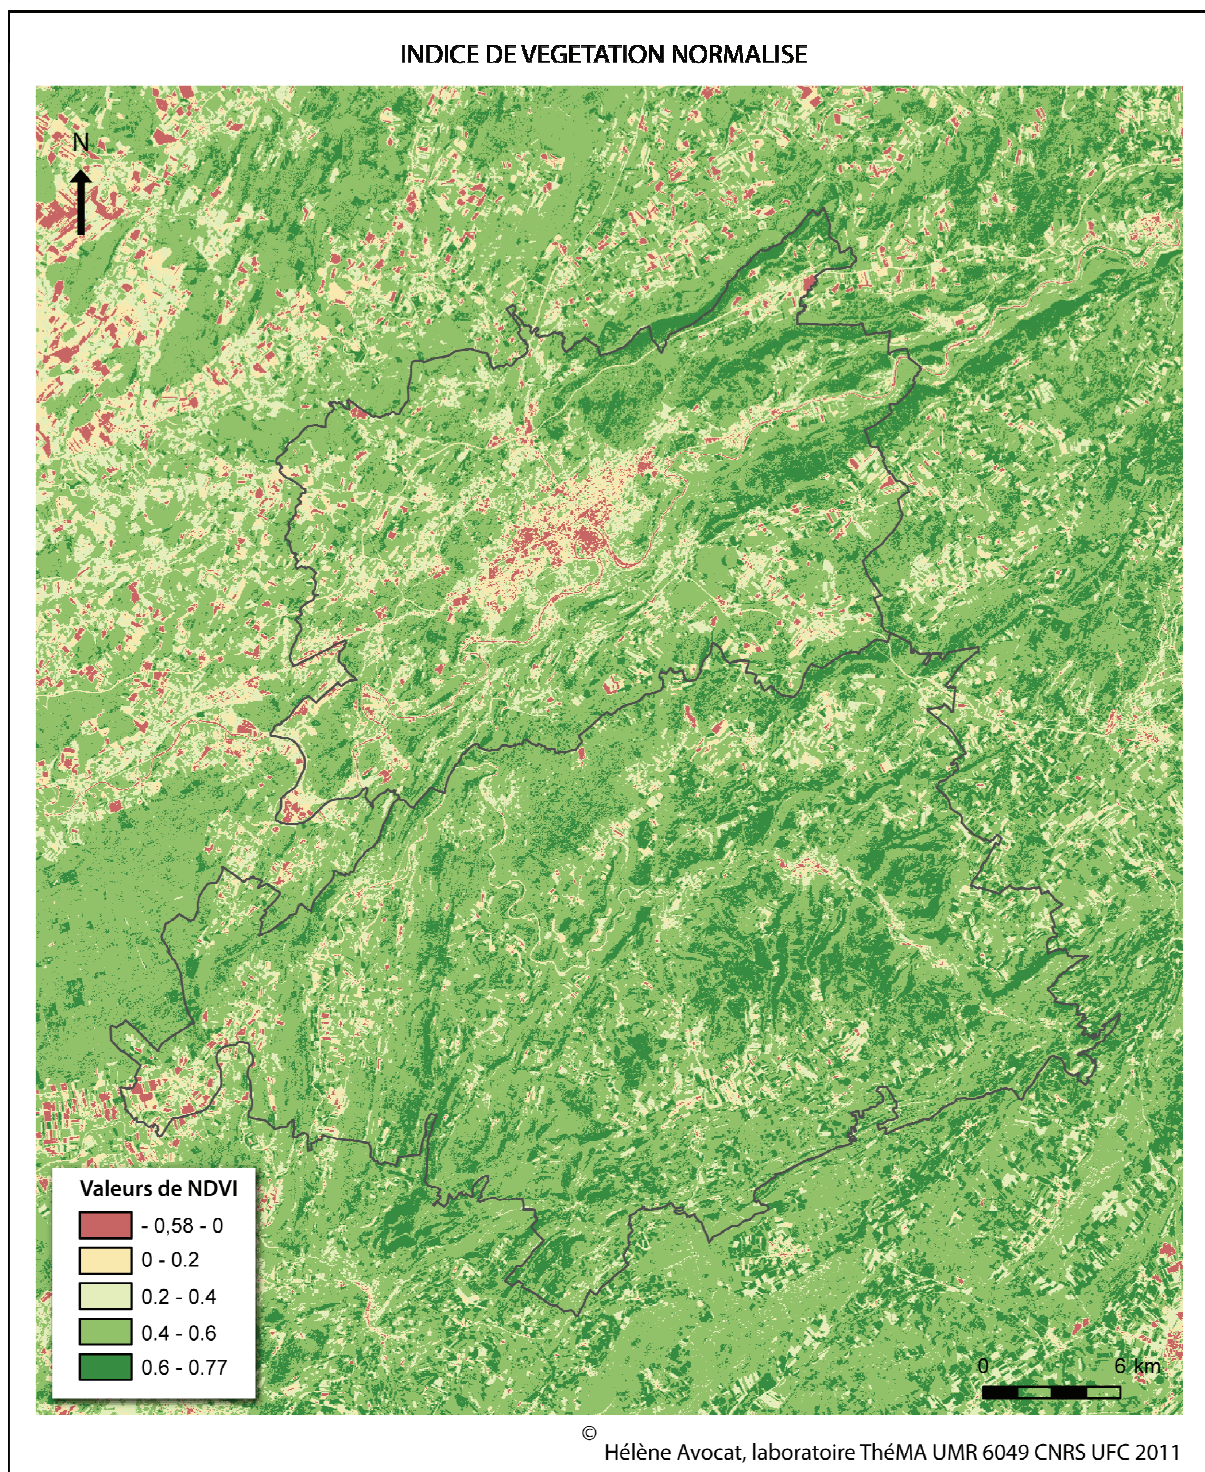 INDICE DE VEGETATION NORMALISE
N
Valeurs de NDVI
- 0,58 - 0
0 - 0.2
0.2 - 0.4
0.4 - 0.6
0.6 - 0.77
0 6 km
©
Hélène Avocat, laboratoire ThéMA UMR 6049 CNRS UFC 2011